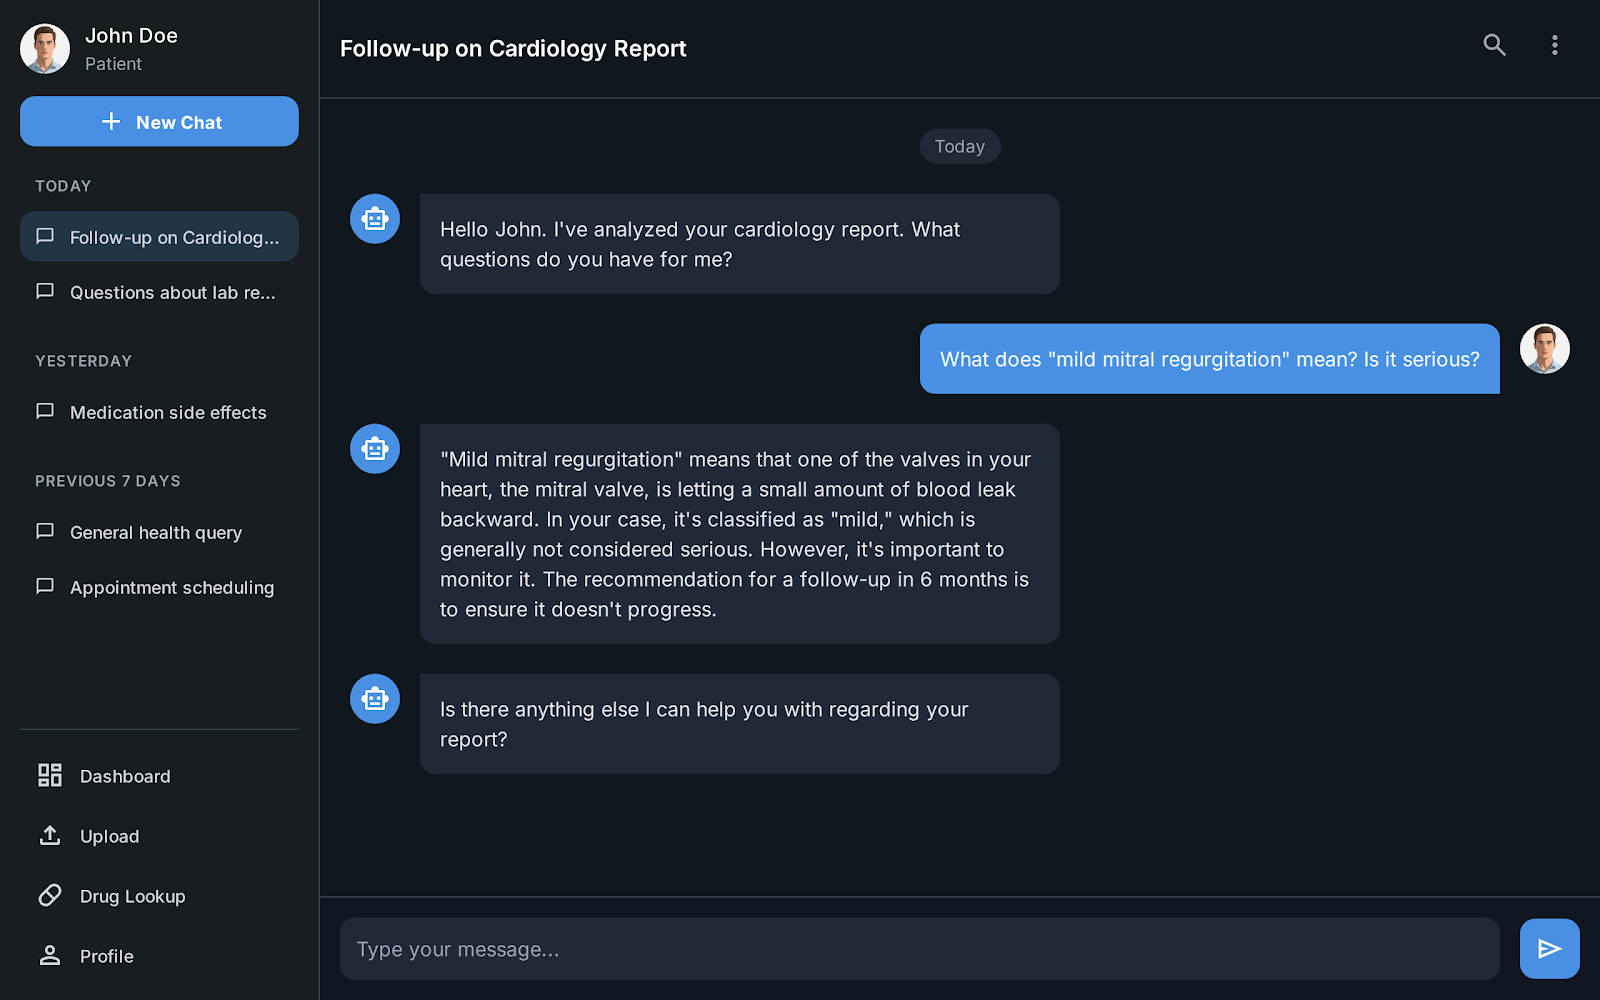 John Doe
Patient
New Chat
TODAY
Follow-up on Cardiolog...
Questions about lab re...
YESTERDAY
Medication side effects
PREVIOUS 7 DAYS
General health query
Appointment scheduling
Dashboard
Upload
Drug Lookup
Profile
Follow-up on Cardiology Report
Today
Hello John. I've analyzed your cardiology report. What
questions do you have for me?
What does "mild mitral regurgitation" mean? Is it serious?
"Mild mitral regurgitation" means that one of the valves in your
heart, the mitral valve, is letting a small amount of blood leak
backward. In your case, it's classified as "mild," which is
generally not considered serious. However, it's important to
monitor it. The recommendation for a follow-up in 6 months is
to ensure it doesn't progress.
Is there anything else I can help you with regarding your
report?
Type your message...